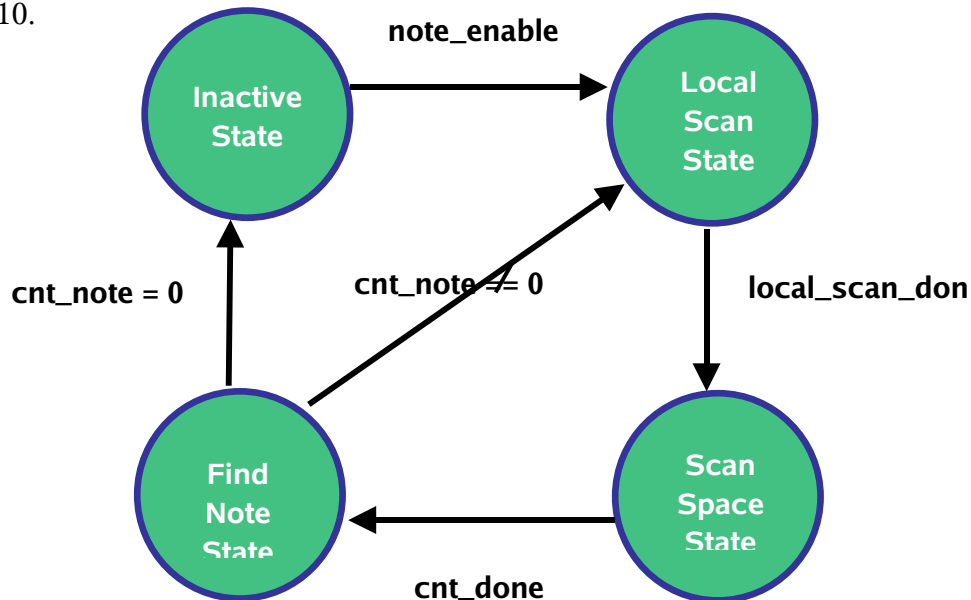 10.
note_enable
Inactive
State
Local
Scan
State
cnt_note = 0
cnt_note ≠ 0
local_scan_don
Find
Note
State
Scan
Space
State
cnt_done